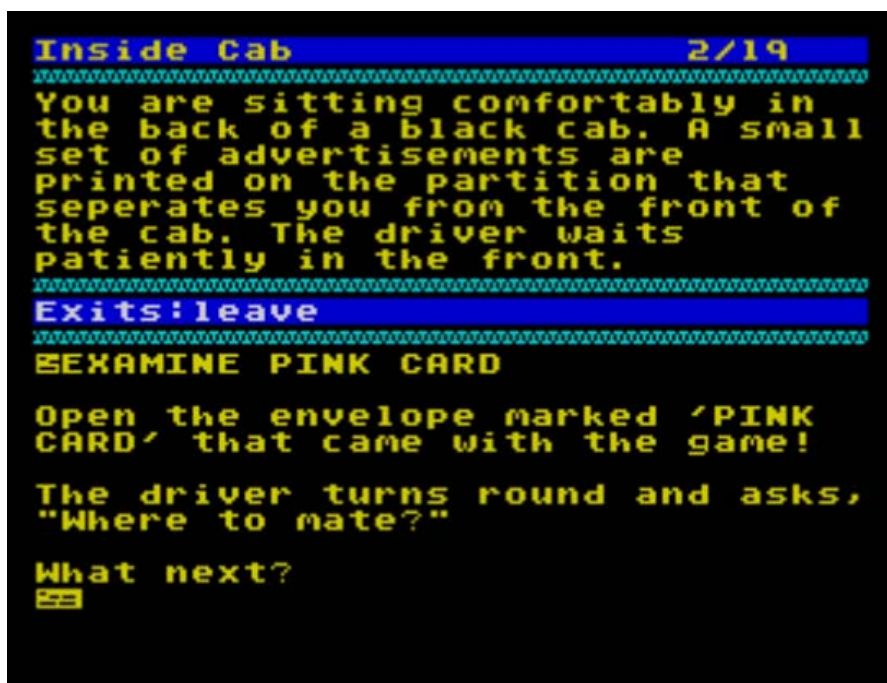 Inside Cab 2/19
You are sitting comfortably in
the back of a black cab. A small
set of advertisements are
printed on the partition that
seperates you from the front of
the cab. The driver waits
patiently in the front.
Exits:leave
EXAMINE PINK CARD
Open the envelope marked 'PINK
CARD' that came with the game!
The driver turns round and asks,
"Where to mate?"
What next?